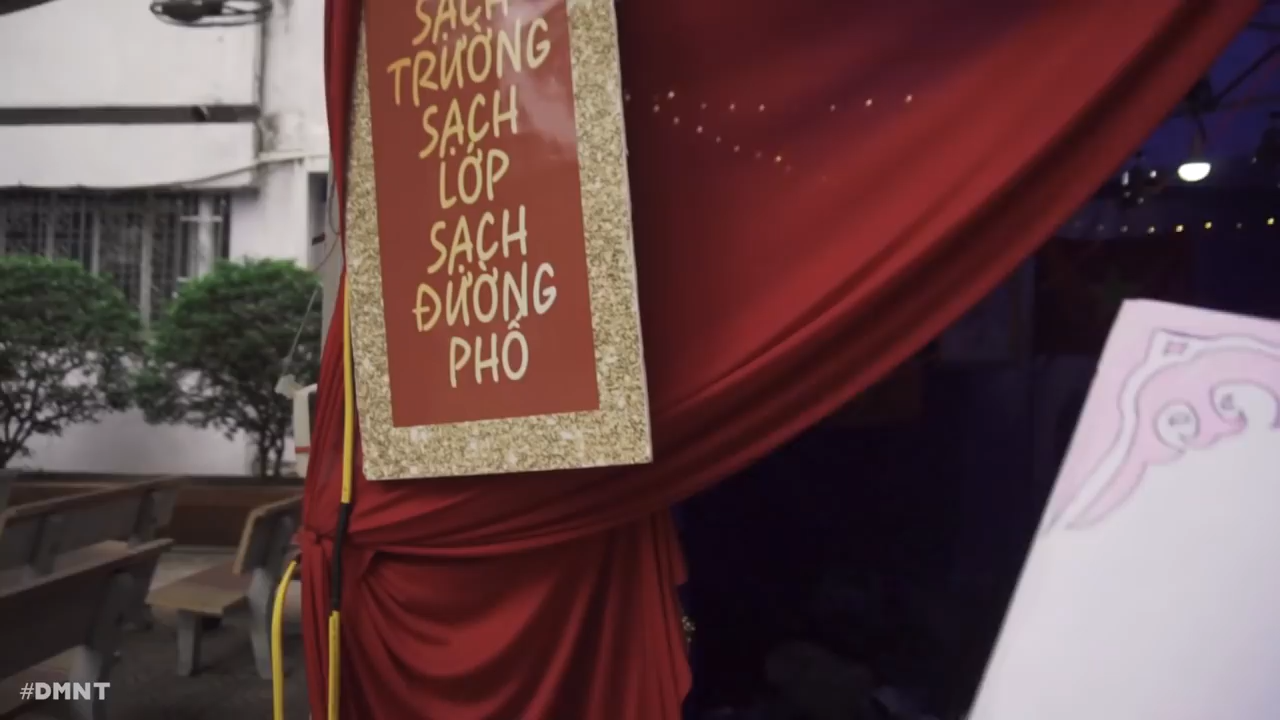 SẠCH
TRƯỜNG
SẠCH
LỚP
SẠCH
ĐƯỜNG
PHỐ
#DMNT